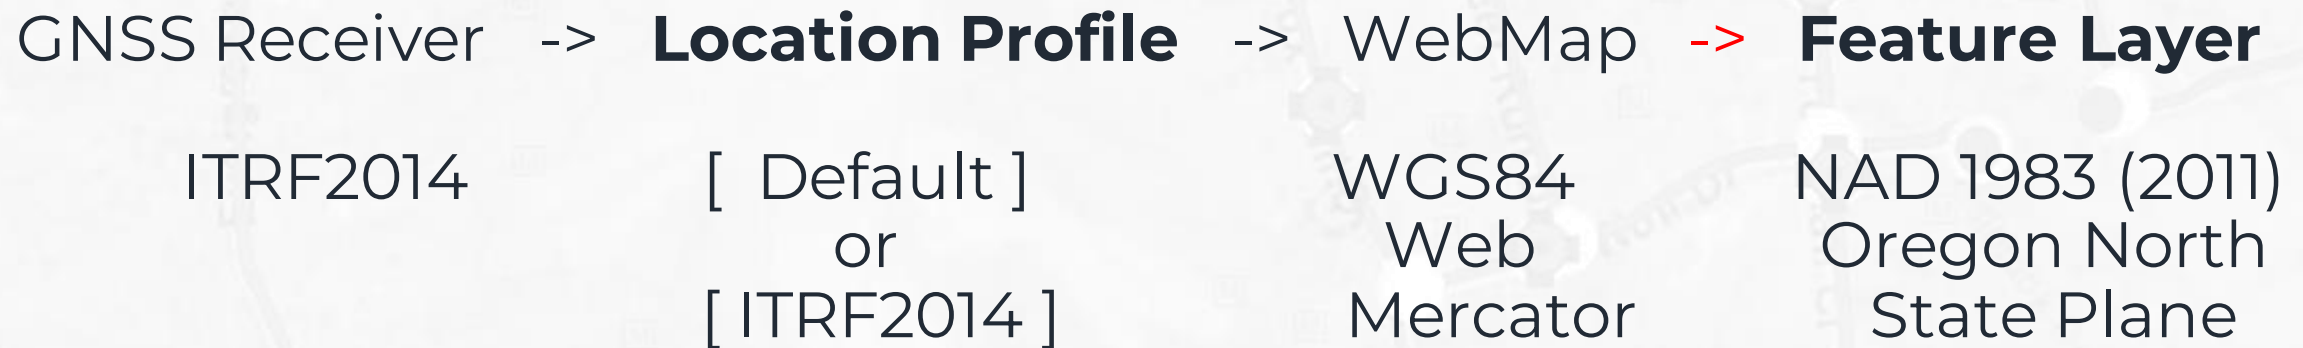 GNSS Receiver -> Location Profile -> WebMap -> Feature Layer
ITRF2014 [ Default ] WGS84 NAD 1983 (2011)
or Web Oregon North
[ ITRF2014 ] Mercator State Plane